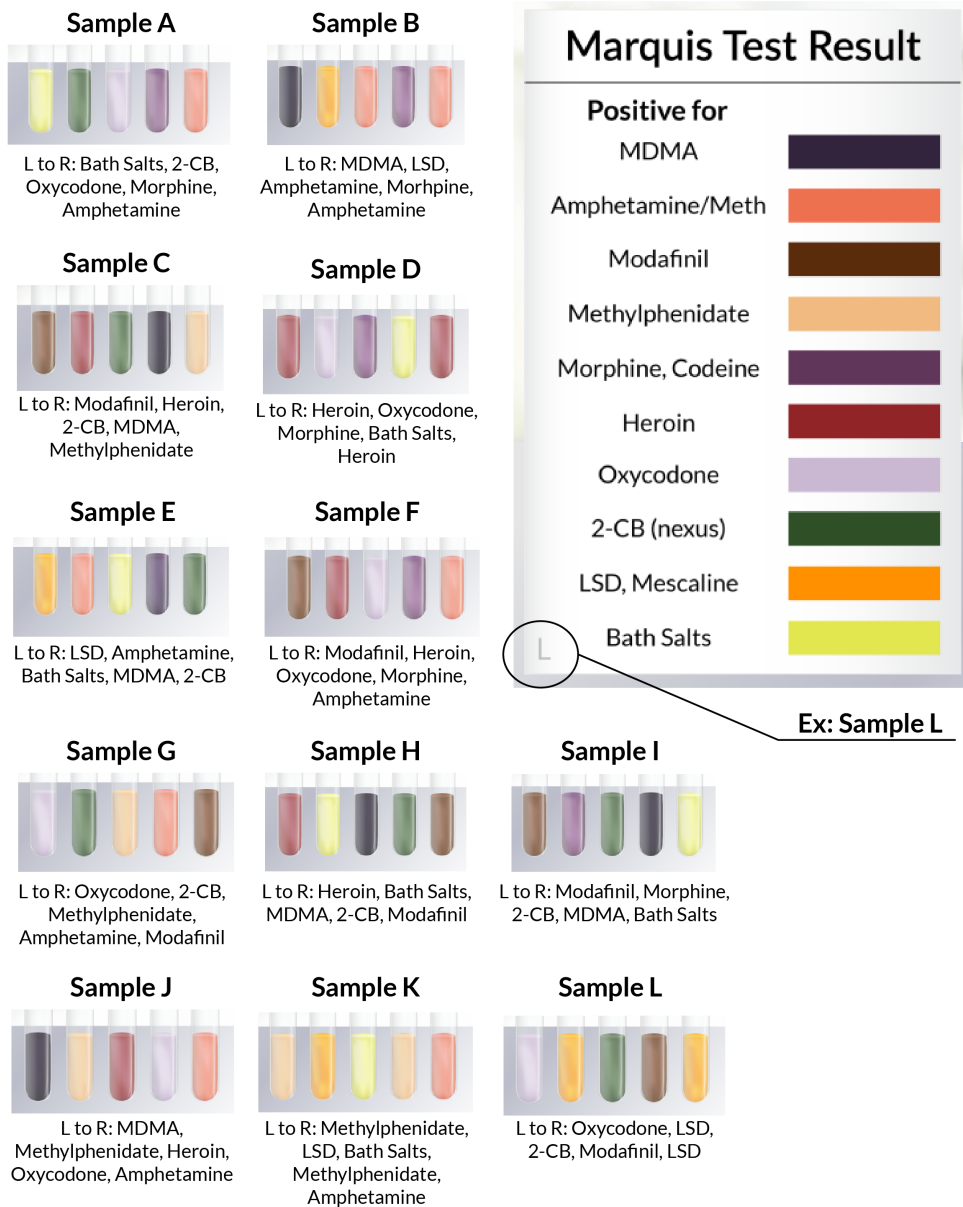 Sample A
L to R: Bath Salts, 2-CB,
Oxycodone, Morphine,
Amphetamine
Sample B
L to R: MDMA, LSD,
Amphetamine, Morhpine,
Amphetamine
Marquis Test Result
Positive for
MDMA
Amphetamine/Meth
Modafinil
Methylphenidate
Morphine, Codeine
Heroin
Oxycodone
2-CB (nexus)
LSD, Mescaline
Bath Salts
L
Ex: Sample L
Sample C
L to R: Modafinil, Heroin,
2-CB, MDMA,
Methylphenidate
Sample D
L to R: Heroin, Oxycodone,
Morphine, Bath Salts,
Heroin
Sample E
L to R: LSD, Amphetamine,
Bath Salts, MDMA, 2-CB
Sample F
L to R: Modafinil, Heroin,
Oxycodone, Morphine,
Amphetamine
Sample G
L to R: Oxycodone, 2-CB,
Methylphenidate,
Amphetamine, Modafinil
Sample H
L to R: Heroin, Bath Salts,
MDMA, 2-CB, Modafinil
Sample I
L to R: Modafinil, Morphine,
2-CB, MDMA, Bath Salts
Sample J
L to R: MDMA,
Methylphenidate, Heroin,
Oxycodone, Amphetamine
Sample K
L to R: Methylphenidate,
LSD, Bath Salts,
Methylphenidate,
Amphetamine
Sample L
L to R: Oxycodone, LSD,
2-CB, Modafinil, LSD